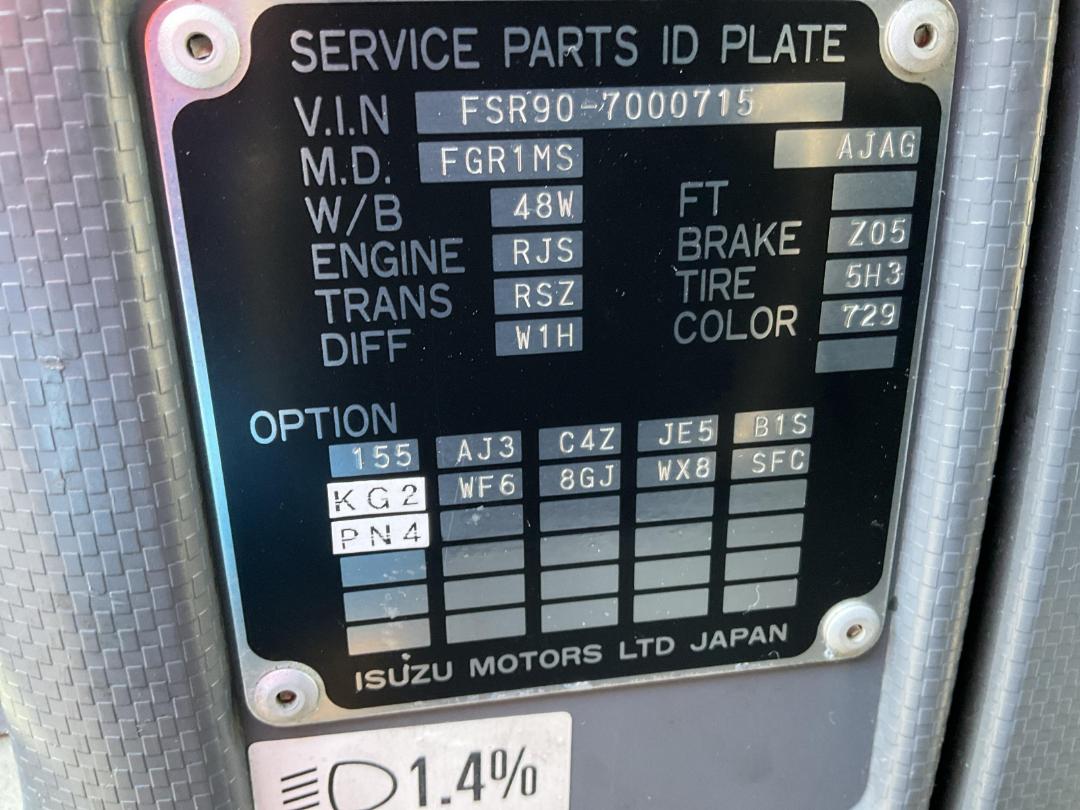 SERVICE PARTS ID PLATE
V.I.N FSR90-7000715
M.D. FGR1MS AJAG
W/B 48W FT
ENGINE RJS BRAKE Z05
TRANS RSZ TIRE 5H3
DIFF W1H COLOR 729
OPTION
155 AJ3 C4Z JE5 B1S
KG2 WF6 8GJ WX8 SFC
PN4
ISUZU MOTORS LTD JAPAN
1.4%